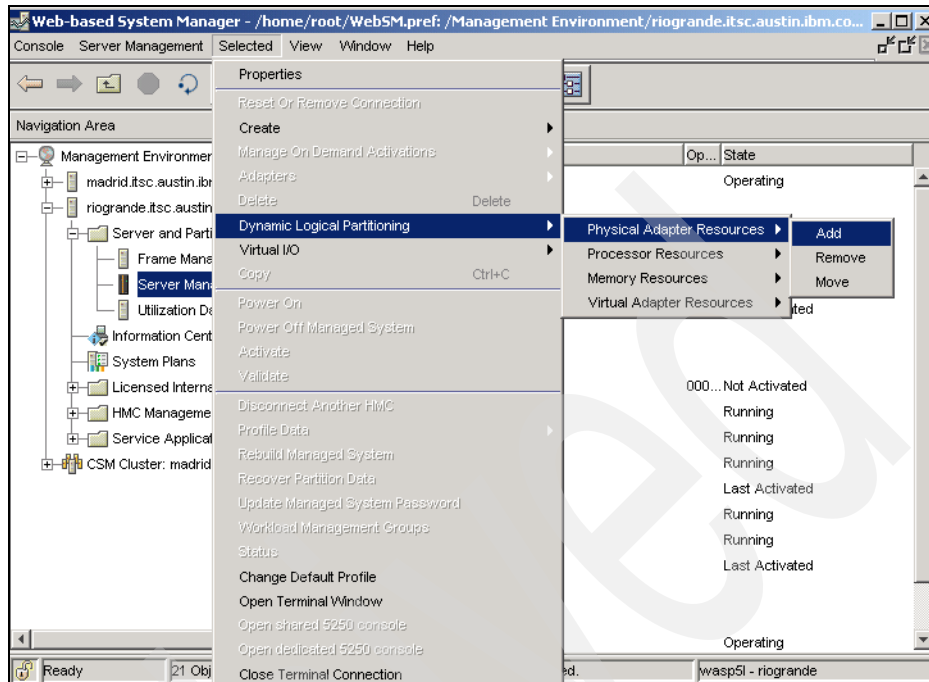 Web-based System Manager - /home/root/WebSM.pref: /Management Environment/riogrande.itsc.austin.ibm.co...
Console Server Management Selected View Window Help
Navigation Area
Management Environmer
madrid.itsc.austin.ibr
riogrande.itsc.austin
Server and Parti
Frame Mana
Server Man
Utilization Da
Information Cent
System Plans
Licensed Interna
HMC Manageme
Service Applicat
CSM Cluster: madrid
Properties
Reset Or Remove Connection
Create
Manage On Demand Activations
Adapters
Delete Delete
Dynamic Logical Partitioning
Virtual I/O
Copy Ctrl+C
Power On
Power Off Managed System
Activate
Validate
Disconnect Another HMC
Profile Data
Rebuild Managed System
Recover Partition Data
Update Managed System Password
Workload Management Groups
Status
Change Default Profile
Open Terminal Window
Open shared 5250 console
Open dedicated 5250 console
Close Terminal Connection
Physical Adapter Resources
Processor Resources
Memory Resources
Virtual Adapter Resources
Add
Remove
Move
Op... State
Operating
ated
000... Not Activated
Running
Running
Running
Last Activated
Running
Running
Last Activated
Operating
Ready 21 Obj ed. wasp5l - riogrande